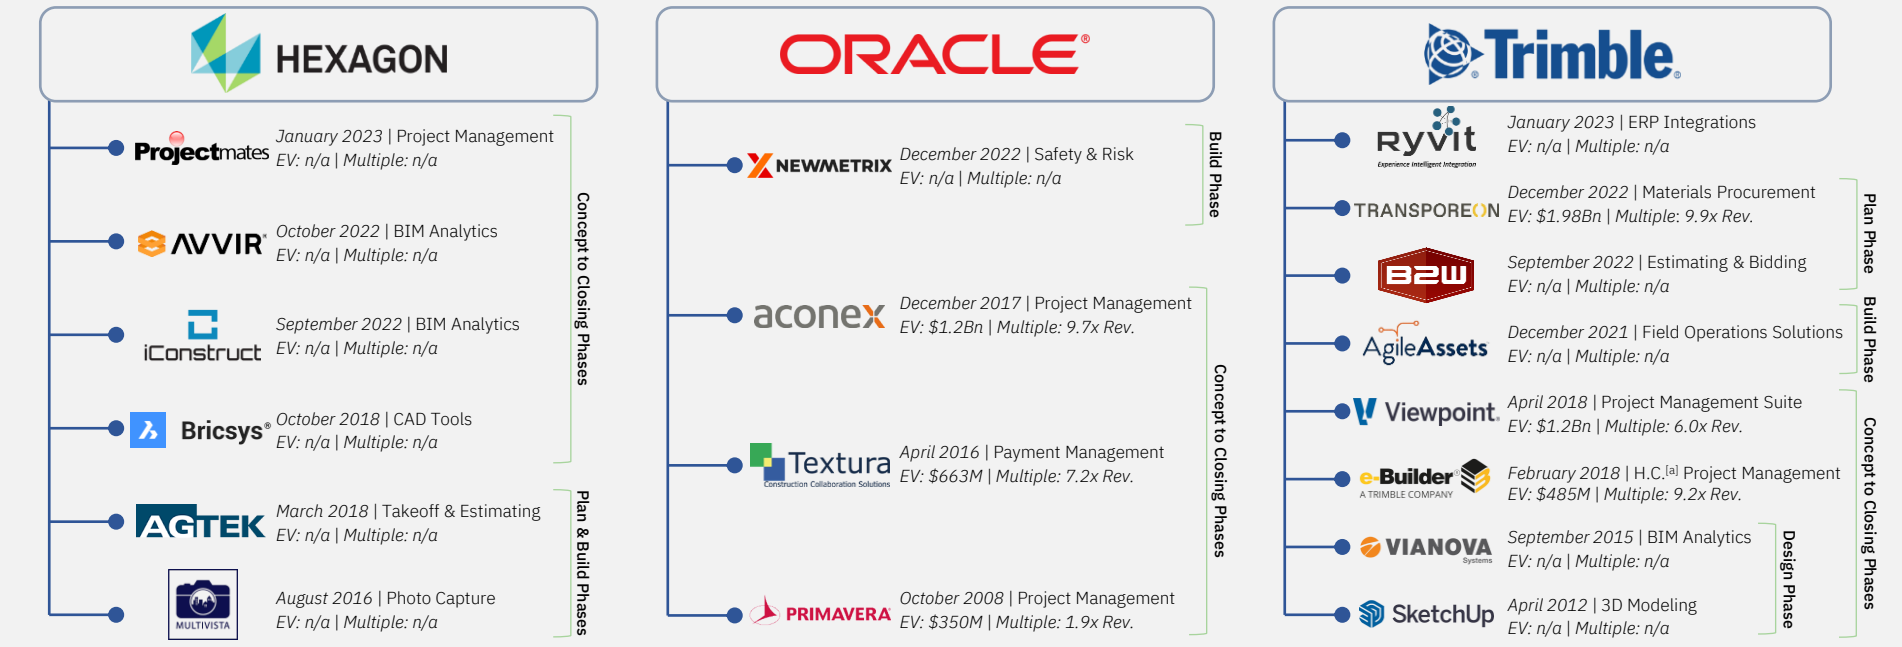 HEXAGON
Projectmates
January 2023 | Project Management
EV: n/a | Multiple: n/a
AVVIR
October 2022 | BIM Analytics
EV: n/a | Multiple: n/a
iConstruct
September 2022 | BIM Analytics
EV: n/a | Multiple: n/a
Bricsys®
October 2018 | CAD Tools
EV: n/a | Multiple: n/a
Concept to Closing Phases
AGTEK
March 2018 | Takeoff & Estimating
EV: n/a | Multiple: n/a
MULTIVISTA
August 2016 | Photo Capture
EV: n/a | Multiple: n/a
Plan & Build Phases
ORACLE®
NEWMETRIX
December 2022 | Safety & Risk
EV: n/a | Multiple: n/a
Build Phase
aconex
December 2017 | Project Management
EV: $1.2Bn | Multiple: 9.7x Rev.
Textura
Construction Collaboration Solutions
April 2016 | Payment Management
EV: $663M | Multiple: 7.2x Rev.
PRIMAVERA
October 2008 | Project Management
EV: $350M | Multiple: 1.9x Rev.
Concept to Closing Phases
Trimble®
Ryvit
Experience Intelligent Integration
January 2023 | ERP Integrations
EV: n/a | Multiple: n/a
TRANSPOREON
December 2022 | Materials Procurement
EV: $1.98Bn | Multiple: 9.9x Rev.
B2W
September 2022 | Estimating & Bidding
EV: n/a | Multiple: n/a
Plan Phase
AgileAssets
December 2021 | Field Operations Solutions
EV: n/a | Multiple: n/a
Build Phase
Viewpoint
April 2018 | Project Management Suite
EV: $1.2Bn | Multiple: 6.0x Rev.
e-Builder®
A TRIMBLE COMPANY
February 2018 | H.C.[a] Project Management
EV: $485M | Multiple: 9.2x Rev.
VIANOVA
Systems
September 2015 | BIM Analytics
EV: n/a | Multiple: n/a
SketchUp
April 2012 | 3D Modeling
EV: n/a | Multiple: n/a
Design Phase
Concept to Closing Phases